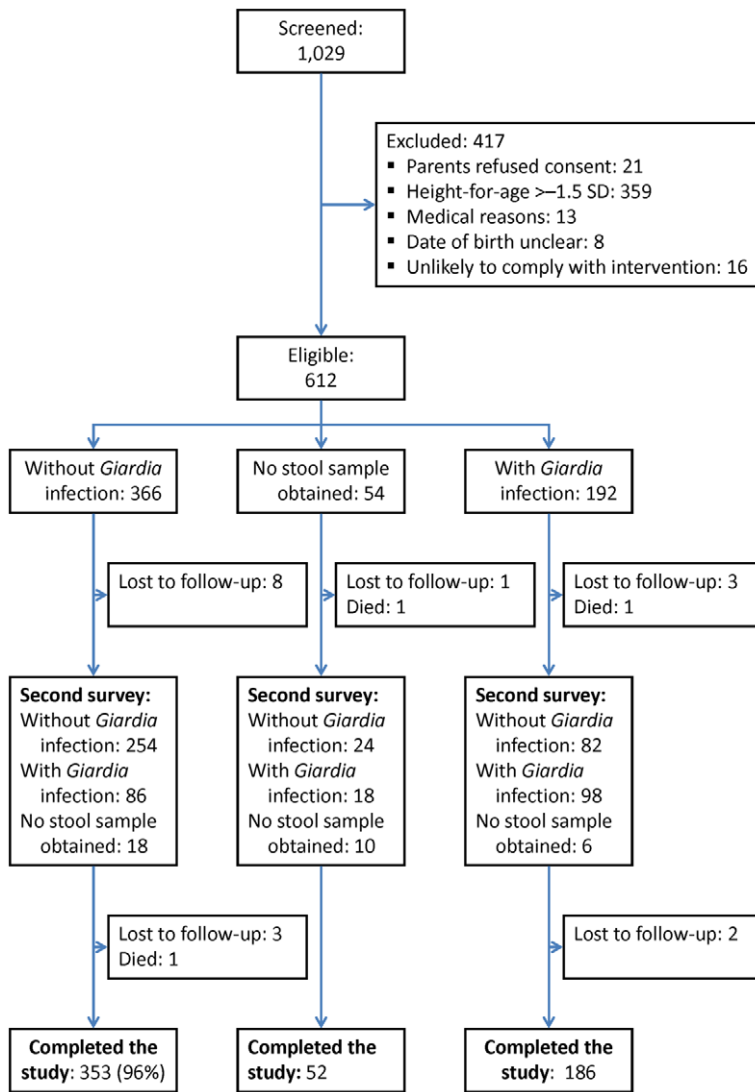 Screened:
1,029
Excluded: 417
▪ Parents refused consent: 21
▪ Height-for-age >–1.5 SD: 359
▪ Medical reasons: 13
▪ Date of birth unclear: 8
▪ Unlikely to comply with intervention: 16
Eligible:
612
Without Giardia
infection: 366
No stool sample
obtained: 54
With Giardia
infection: 192
Lost to follow-up: 8
Lost to follow-up: 1
Died: 1
Lost to follow-up: 3
Died: 1
Second survey:
Without Giardia
infection: 254
With Giardia
infection: 86
No stool sample
obtained: 18
Second survey:
Without Giardia
infection: 24
With Giardia
infection: 18
No stool sample
obtained: 10
Second survey:
Without Giardia
infection: 82
With Giardia
infection: 98
No stool sample
obtained: 6
Lost to follow-up: 3
Died: 1
Lost to follow-up: 2
Completed the
study: 353 (96%)
Completed the
study: 52
Completed the
study: 186